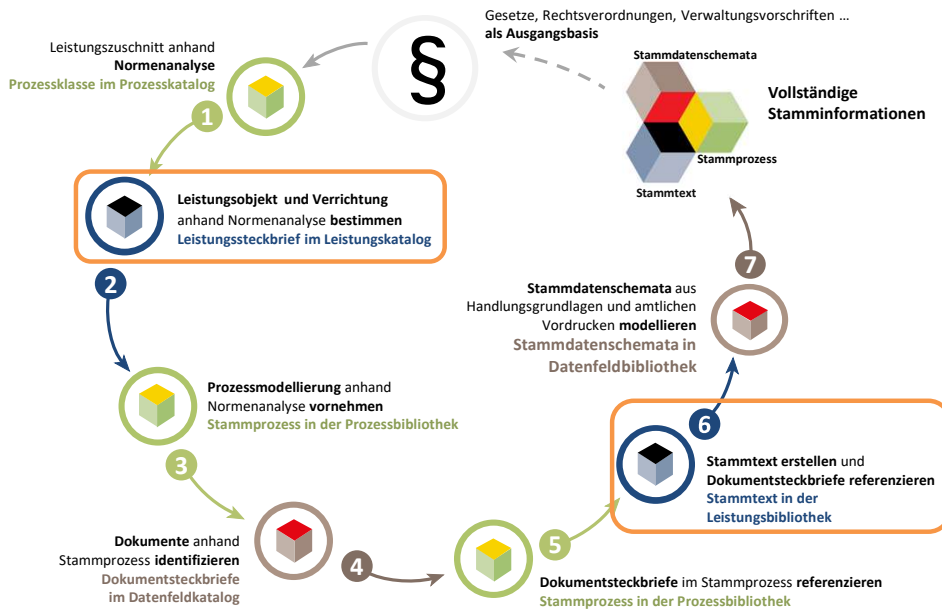 Gesetze, Rechtsverordnungen, Verwaltungsvorschriften …
als Ausgangsbasis
§
Leistungszuschnitt anhand
Normenanalyse
Prozessklasse im Prozesskatalog
1
Leistungsobjekt und Verrichtung
anhand Normenanalyse bestimmen
Leistungssteckbrief im Leistungskatalog
2
Prozessmodellierung anhand
Normenanalyse vornehmen
Stammprozess in der Prozessbibliothek
3
Dokumente anhand
Stammprozess identifizieren
Dokumentsteckbriefe
im Datenfeldkatalog
4
Dokumentsteckbriefe im Stammprozess referenzieren
Stammprozess in der Prozessbibliothek
5
Stammtext erstellen und
Dokumentsteckbriefe referenzieren
Stammtext in der
Leistungsbibliothek
6
Stammdatenschemata aus
Handlungsgrundlagen und amtlichen
Vordrucken modellieren
Stammdatenschemata in
Datenfeldbibliothek
7
Stammdatenschemata
Vollständige
Stamminformationen
Stammprozess
Stammtext